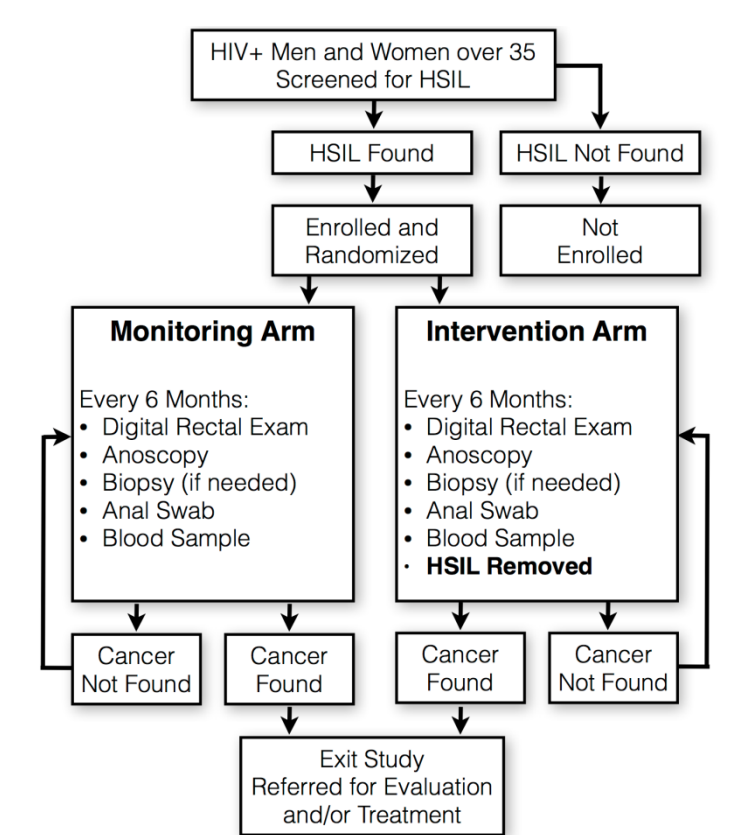 HIV+ Men and Women over 35
Screened for HSIL
HSIL Found
HSIL Not Found
Enrolled and
Randomized
Not
Enrolled
Monitoring Arm
Every 6 Months:
• Digital Rectal Exam
• Anoscopy
• Biopsy (if needed)
• Anal Swab
• Blood Sample
Intervention Arm
Every 6 Months:
• Digital Rectal Exam
• Anoscopy
• Biopsy (if needed)
• Anal Swab
• Blood Sample
• HSIL Removed
Cancer
Not Found
Cancer
Found
Cancer
Found
Cancer
Not Found
Exit Study
Referred for Evaluation
and/or Treatment